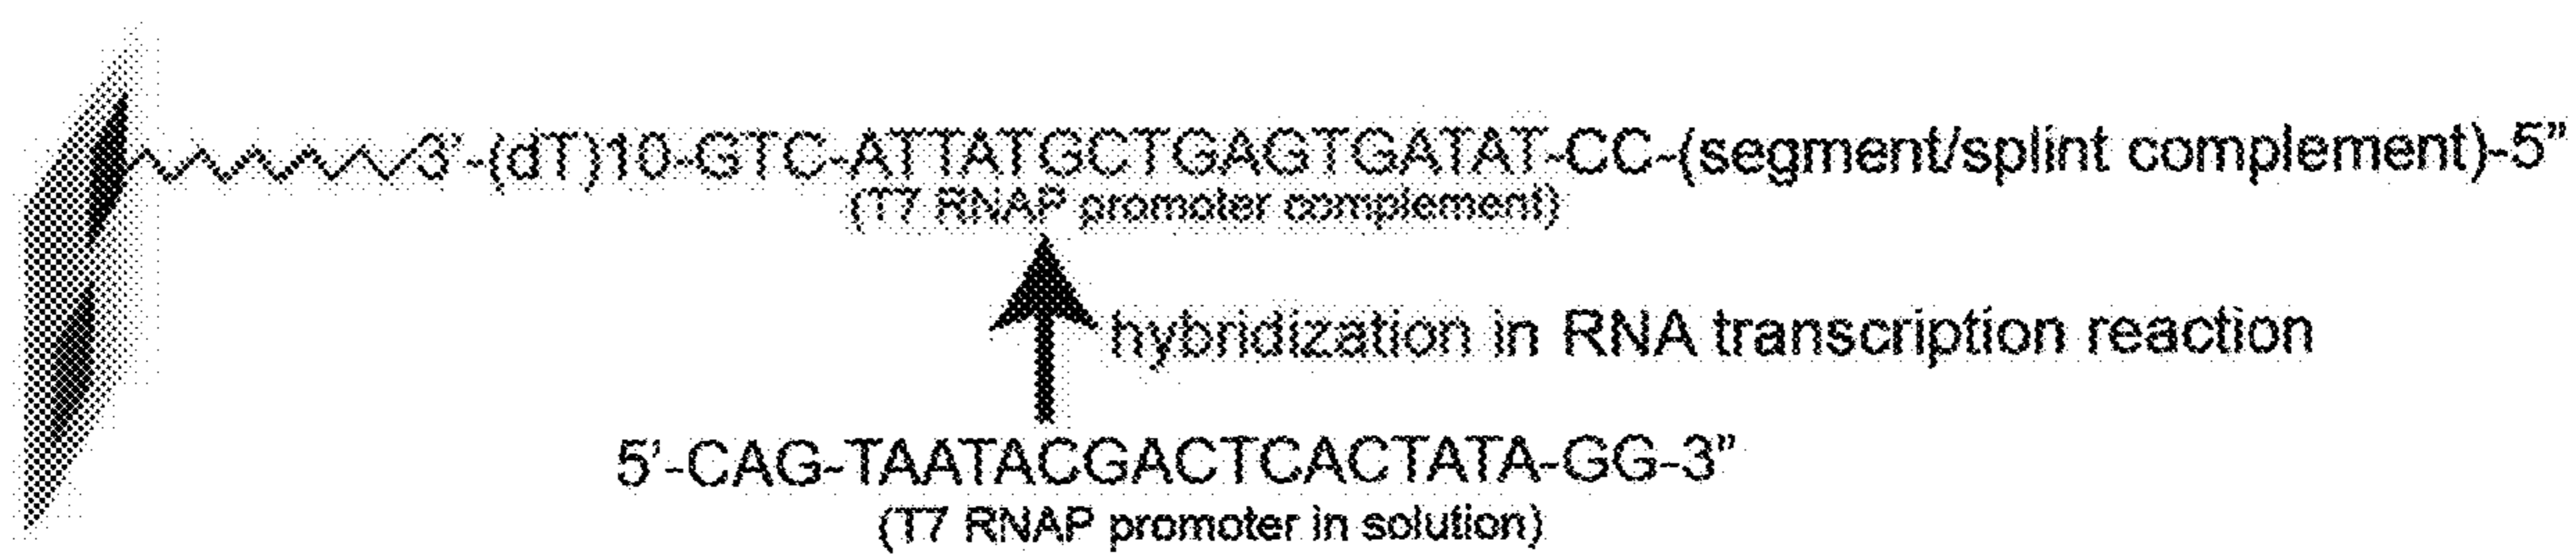 3'-(dT)10-GTC-ATTATGCTGAGTGATAT-CC-(segment/splint complement)-5"
(T7 RNAP promoter complement)
hybridization in RNA transcription reaction
5'-CAG-TAATACGACTCACTATA-GG-3"
(T7 RNAP promoter in solution)